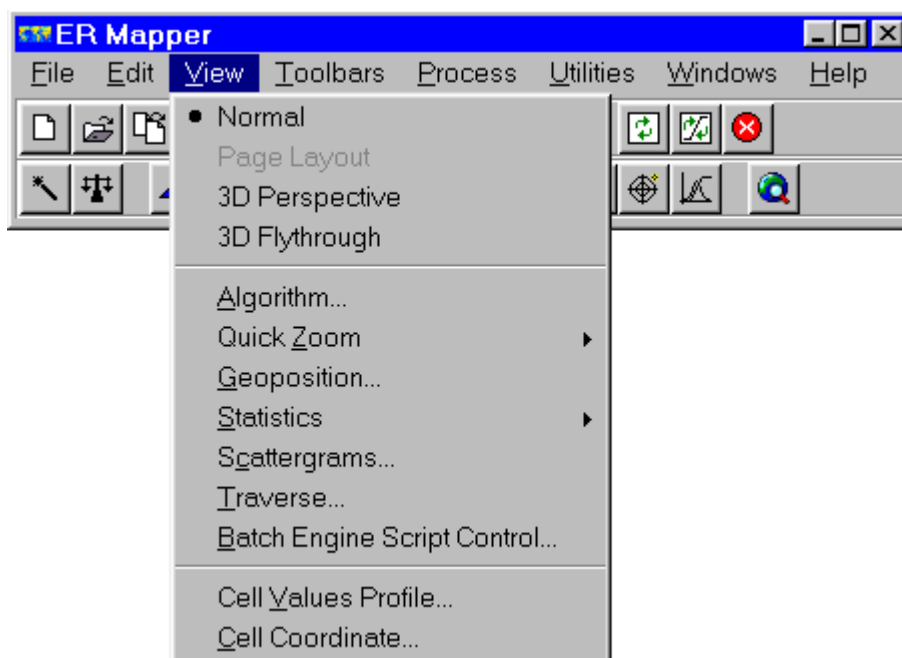 ER Mapper
File Edit View Toolbars Process Utilities Windows Help
Normal
Page Layout
3D Perspective
3D Flythrough
Algorithm...
Quick Zoom
Geoposition...
Statistics
Scattergrams...
Traverse...
Batch Engine Script Control...
Cell Values Profile...
Cell Coordinate...